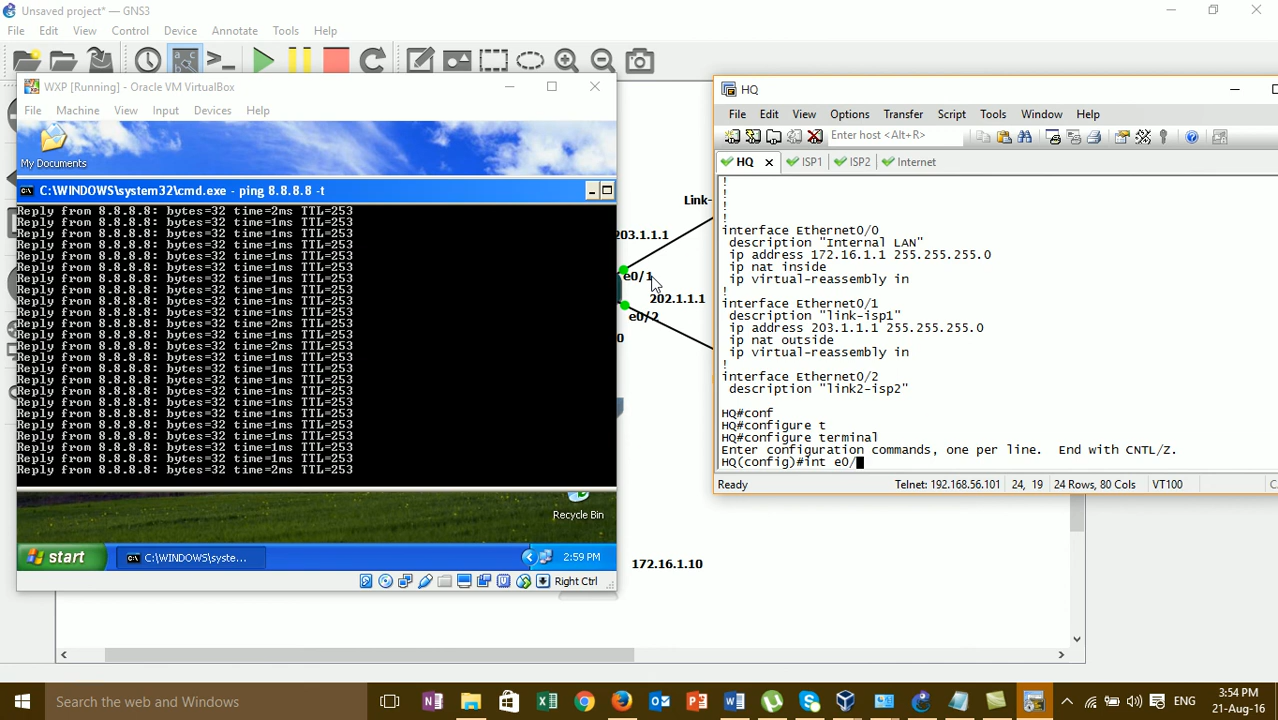 Unsaved project* — GNS3
File Edit View Control Device Annotate Tools Help
WXP [Running] - Oracle VM VirtualBox
File Machine View Input Devices Help
My Documents
C:\WINDOWS\system32\cmd.exe - ping 8.8.8.8 -t
Reply from 8.8.8.8: bytes=32 time=2ms TTL=253
Reply from 8.8.8.8: bytes=32 time=1ms TTL=253
Reply from 8.8.8.8: bytes=32 time=1ms TTL=253
Reply from 8.8.8.8: bytes=32 time=1ms TTL=253
Reply from 8.8.8.8: bytes=32 time=1ms TTL=253
Reply from 8.8.8.8: bytes=32 time=1ms TTL=253
Reply from 8.8.8.8: bytes=32 time=1ms TTL=253
Reply from 8.8.8.8: bytes=32 time=1ms TTL=253
Reply from 8.8.8.8: bytes=32 time=1ms TTL=253
Reply from 8.8.8.8: bytes=32 time=1ms TTL=253
Reply from 8.8.8.8: bytes=32 time=2ms TTL=253
Reply from 8.8.8.8: bytes=32 time=1ms TTL=253
Reply from 8.8.8.8: bytes=32 time=2ms TTL=253
Reply from 8.8.8.8: bytes=32 time=1ms TTL=253
Reply from 8.8.8.8: bytes=32 time=1ms TTL=253
Reply from 8.8.8.8: bytes=32 time=1ms TTL=253
Reply from 8.8.8.8: bytes=32 time=1ms TTL=253
Reply from 8.8.8.8: bytes=32 time=1ms TTL=253
Reply from 8.8.8.8: bytes=32 time=1ms TTL=253
Reply from 8.8.8.8: bytes=32 time=1ms TTL=253
Reply from 8.8.8.8: bytes=32 time=1ms TTL=253
Reply from 8.8.8.8: bytes=32 time=1ms TTL=253
Reply from 8.8.8.8: bytes=32 time=1ms TTL=253
Reply from 8.8.8.8: bytes=32 time=2ms TTL=253
Recycle Bin
start
C:\WINDOWS\syste...
2:59 PM
Right Ctrl
Link-
203.1.1.1
e0/1
202.1.1.1
e0/2
0
172.16.1.10
HQ
File Edit View Options Transfer Script Tools Window Help
Enter host <Alt+R>
HQ ISP1 ISP2 Internet
!
!
!
!
interface Ethernet0/0
description "Internal LAN"
ip address 172.16.1.1 255.255.255.0
ip nat inside
ip virtual-reassembly in
!
interface Ethernet0/1
description "link-isp1"
ip address 203.1.1.1 255.255.255.0
ip nat outside
ip virtual-reassembly in
!
interface Ethernet0/2
description "link2-isp2"
HQ#conf
HQ#configure t
HQ#configure terminal
Enter configuration commands, one per line. End with CNTL/Z.
HQ(config)#int e0/
Ready Telnet: 192.168.56.101 24, 19 24 Rows, 80 Cols VT100
Search the web and Windows
ENG
3:54 PM
21-Aug-16